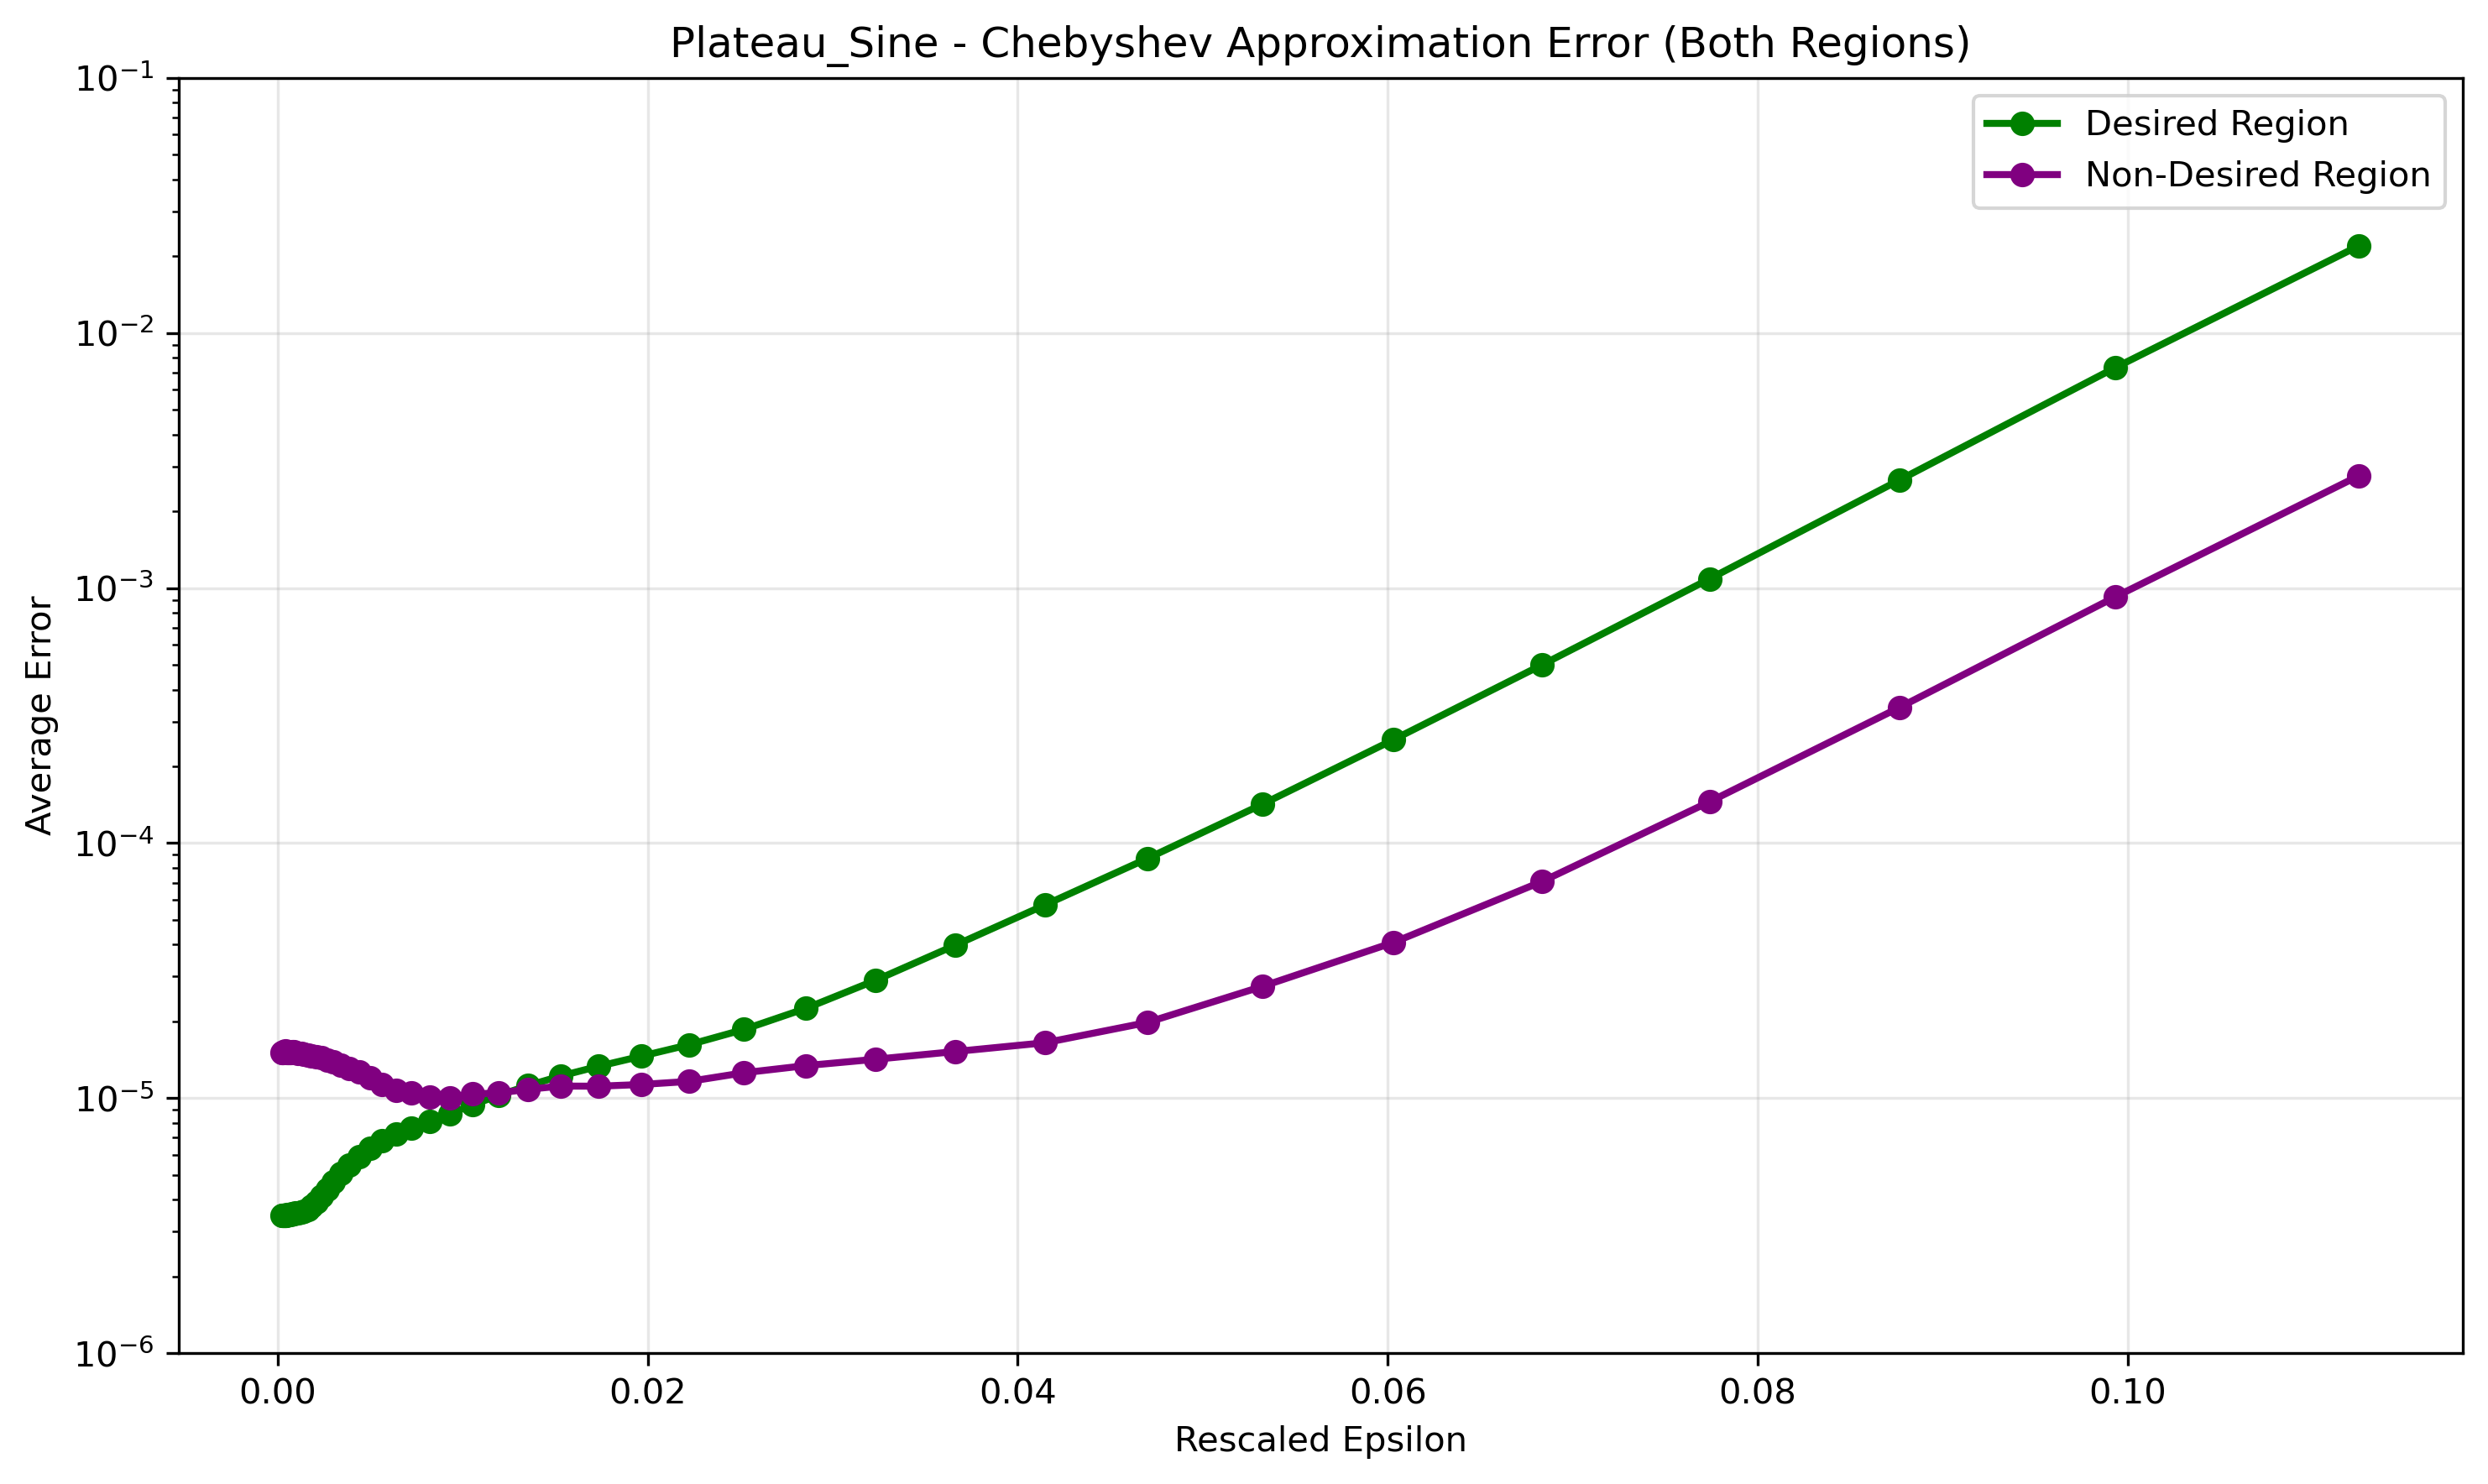 Plateau_Sine - Chebyshev Approximation Error (Both Regions)
Desired Region
Non-Desired Region
Average Error
10⁻¹
10⁻²
10⁻³
10⁻⁴
10⁻⁵
10⁻⁶
0.00 0.02 0.04 0.06 0.08 0.10
Rescaled Epsilon